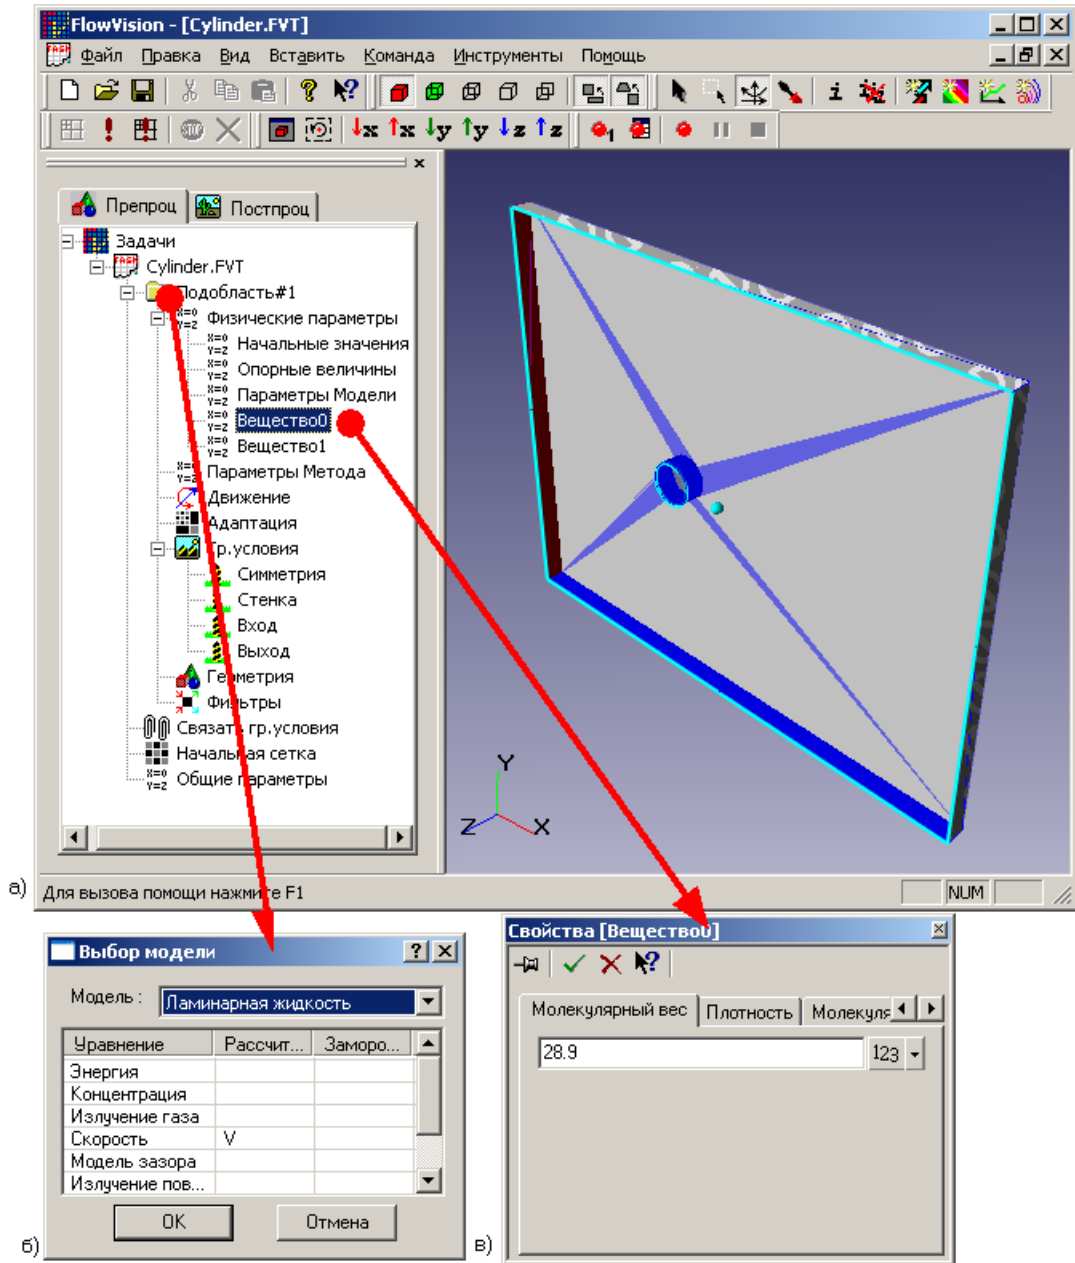 FlowVision - [Cylinder.FVT]
Файл Правка Вид Вставить Команда Инструменты Помощь
Препроц Постпроц
Задачи
Cylinder.FVT
Подобласть#1
Физические параметры
Начальные значения
Опорные величины
Параметры Модели
Вещество0
Вещество1
Параметры Метода
Движение
Адаптация
Гр.условия
Симметрия
Стенка
Вход
Выход
Геометрия
Фильтры
Связать гр.условия
Начальная сетка
Общие параметры
Y
Z X
а)
Для вызова помощи нажмите F1 NUM
Выбор модели
Модель : Ламинарная жидкость
Уравнение Рассчит... Заморо...
Энергия
Концентрация
Излучение газа
Скорость V
Модель зазора
Излучение пов...
OK Отмена
б)
Свойства [Вещество0]
Молекулярный вес Плотность Молекуля
28.9 123
в)